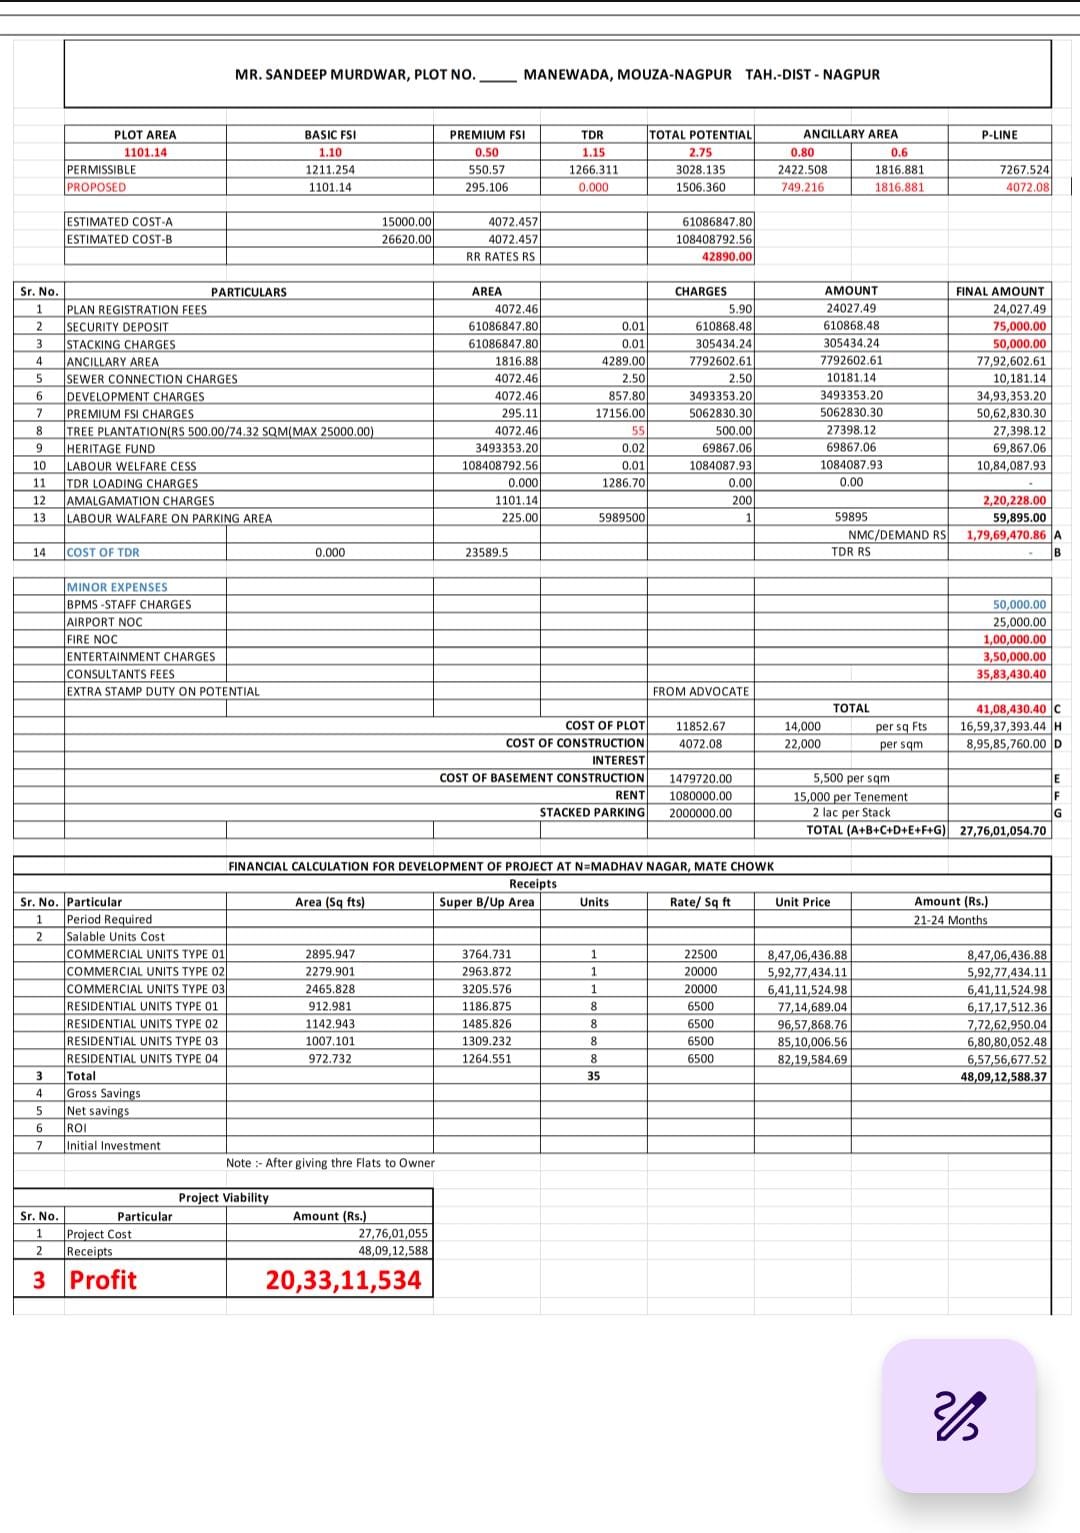 MR. SANDEEP MURDWAR, PLOT NO. ____ MANEWADA, MOUZA-NAGPUR TAH.-DIST - NAGPUR
PLOT AREA BASIC FSI PREMIUM FSI TDR TOTAL POTENTIAL ANCILLARY AREA P-LINE
1101.14 1.10 0.50 1.15 2.75 0.80 0.6
PERMISSIBLE 1211.254 550.57 1266.311 3028.135 2422.508 1816.881 7267.524
PROPOSED 1101.14 295.106 0.000 1506.360 749.216 1816.881 4072.08
ESTIMATED COST-A 15000.00 4072.457 61086847.80
ESTIMATED COST-B 26620.00 4072.457 108408792.56
RR RATES RS 42890.00
Sr. No. PARTICULARS AREA CHARGES AMOUNT FINAL AMOUNT
1 PLAN REGISTRATION FEES 4072.46 5.90 24027.49 24,027.49
2 SECURITY DEPOSIT 61086847.80 0.01 610868.48 610868.48 75,000.00
3 STACKING CHARGES 61086847.80 0.01 305434.24 305434.24 50,000.00
4 ANCILLARY AREA 1816.88 4289.00 7792602.61 7792602.61 77,92,602.61
5 SEWER CONNECTION CHARGES 4072.46 2.50 2.50 10181.14 10,181.14
6 DEVELOPMENT CHARGES 4072.46 857.80 3493353.20 3493353.20 34,93,353.20
7 PREMIUM FSI CHARGES 295.11 17156.00 5062830.30 5062830.30 50,62,830.30
8 TREE PLANTATION(RS 500.00/74.32 SQM(MAX 25000.00) 4072.46 55 500.00 27398.12 27,398.12
9 HERITAGE FUND 3493353.20 0.02 69867.06 69867.06 69,867.06
10 LABOUR WELFARE CESS 108408792.56 0.01 1084087.93 1084087.93 10,84,087.93
11 TDR LOADING CHARGES 0.000 1286.70 0.00 0.00 -
12 AMALGAMATION CHARGES 1101.14 200 2,20,228.00
13 LABOUR WALFARE ON PARKING AREA 225.00 5989500 1 59895 59,895.00
NMC/DEMAND RS 1,79,69,470.86 A
14 COST OF TDR 0.000 23589.5 TDR RS - B
MINOR EXPENSES
BPMS -STAFF CHARGES 50,000.00
AIRPORT NOC 25,000.00
FIRE NOC 1,00,000.00
ENTERTAINMENT CHARGES 3,50,000.00
CONSULTANTS FEES 35,83,430.40
EXTRA STAMP DUTY ON POTENTIAL FROM ADVOCATE
TOTAL 41,08,430.40 C
COST OF PLOT 11852.67 14,000 per sq Fts 16,59,37,393.44 H
COST OF CONSTRUCTION 4072.08 22,000 per sqm 8,95,85,760.00 D
INTEREST
COST OF BASEMENT CONSTRUCTION 1479720.00 5,500 per sqm E
RENT 1080000.00 15,000 per Tenement F
STACKED PARKING 2000000.00 2 lac per Stack G
TOTAL (A+B+C+D+E+F+G) 27,76,01,054.70
FINANCIAL CALCULATION FOR DEVELOPMENT OF PROJECT AT N=MADHAV NAGAR, MATE CHOWK
Receipts
Sr. No. Particular Area (Sq fts) Super B/Up Area Units Rate/ Sq ft Unit Price Amount (Rs.)
1 Period Required 21-24 Months
2 Salable Units Cost
COMMERCIAL UNITS TYPE 01 2895.947 3764.731 1 22500 8,47,06,436.88 8,47,06,436.88
COMMERCIAL UNITS TYPE 02 2279.901 2963.872 1 20000 5,92,77,434.11 5,92,77,434.11
COMMERCIAL UNITS TYPE 03 2465.828 3205.576 1 20000 6,41,11,524.98 6,41,11,524.98
RESIDENTIAL UNITS TYPE 01 912.981 1186.875 8 6500 77,14,689.04 6,17,17,512.36
RESIDENTIAL UNITS TYPE 02 1142.943 1485.826 8 6500 96,57,868.76 7,72,62,950.04
RESIDENTIAL UNITS TYPE 03 1007.101 1309.232 8 6500 85,10,006.56 6,80,80,052.48
RESIDENTIAL UNITS TYPE 04 972.732 1264.551 8 6500 82,19,584.69 6,57,56,677.52
3 Total 35 48,09,12,588.37
4 Gross Savings
5 Net savings
6 ROI
7 Initial Investment
Note :- After giving thre Flats to Owner
Project Viability
Sr. No. Particular Amount (Rs.)
1 Project Cost 27,76,01,055
2 Receipts 48,09,12,588
3 Profit 20,33,11,534